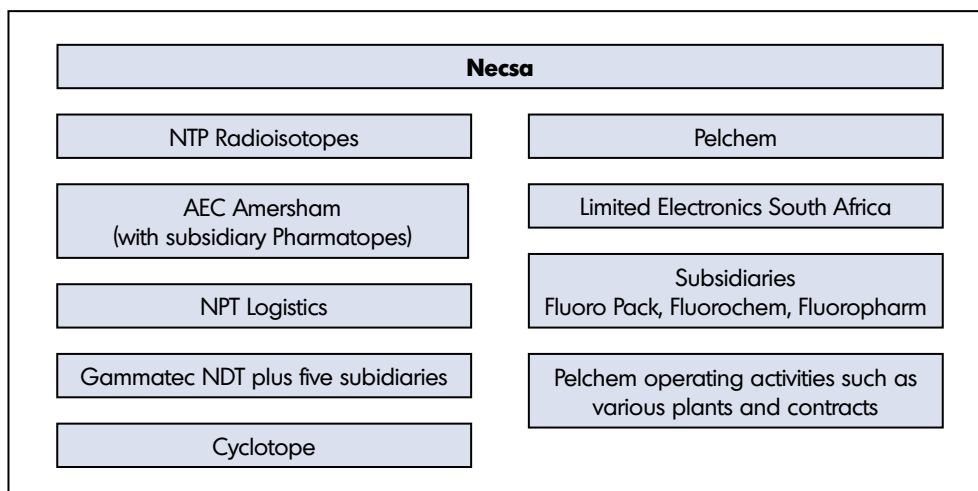 Necsa
NTP Radioisotopes
AEC Amersham
(with subsidiary Pharmatopes)
NPT Logistics
Gammatec NDT plus five subidiaries
Cyclotope
Pelchem
Limited Electronics South Africa
Subsidiaries
Fluoro Pack, Fluorochem, Fluoropharm
Pelchem operating activities such as
various plants and contracts